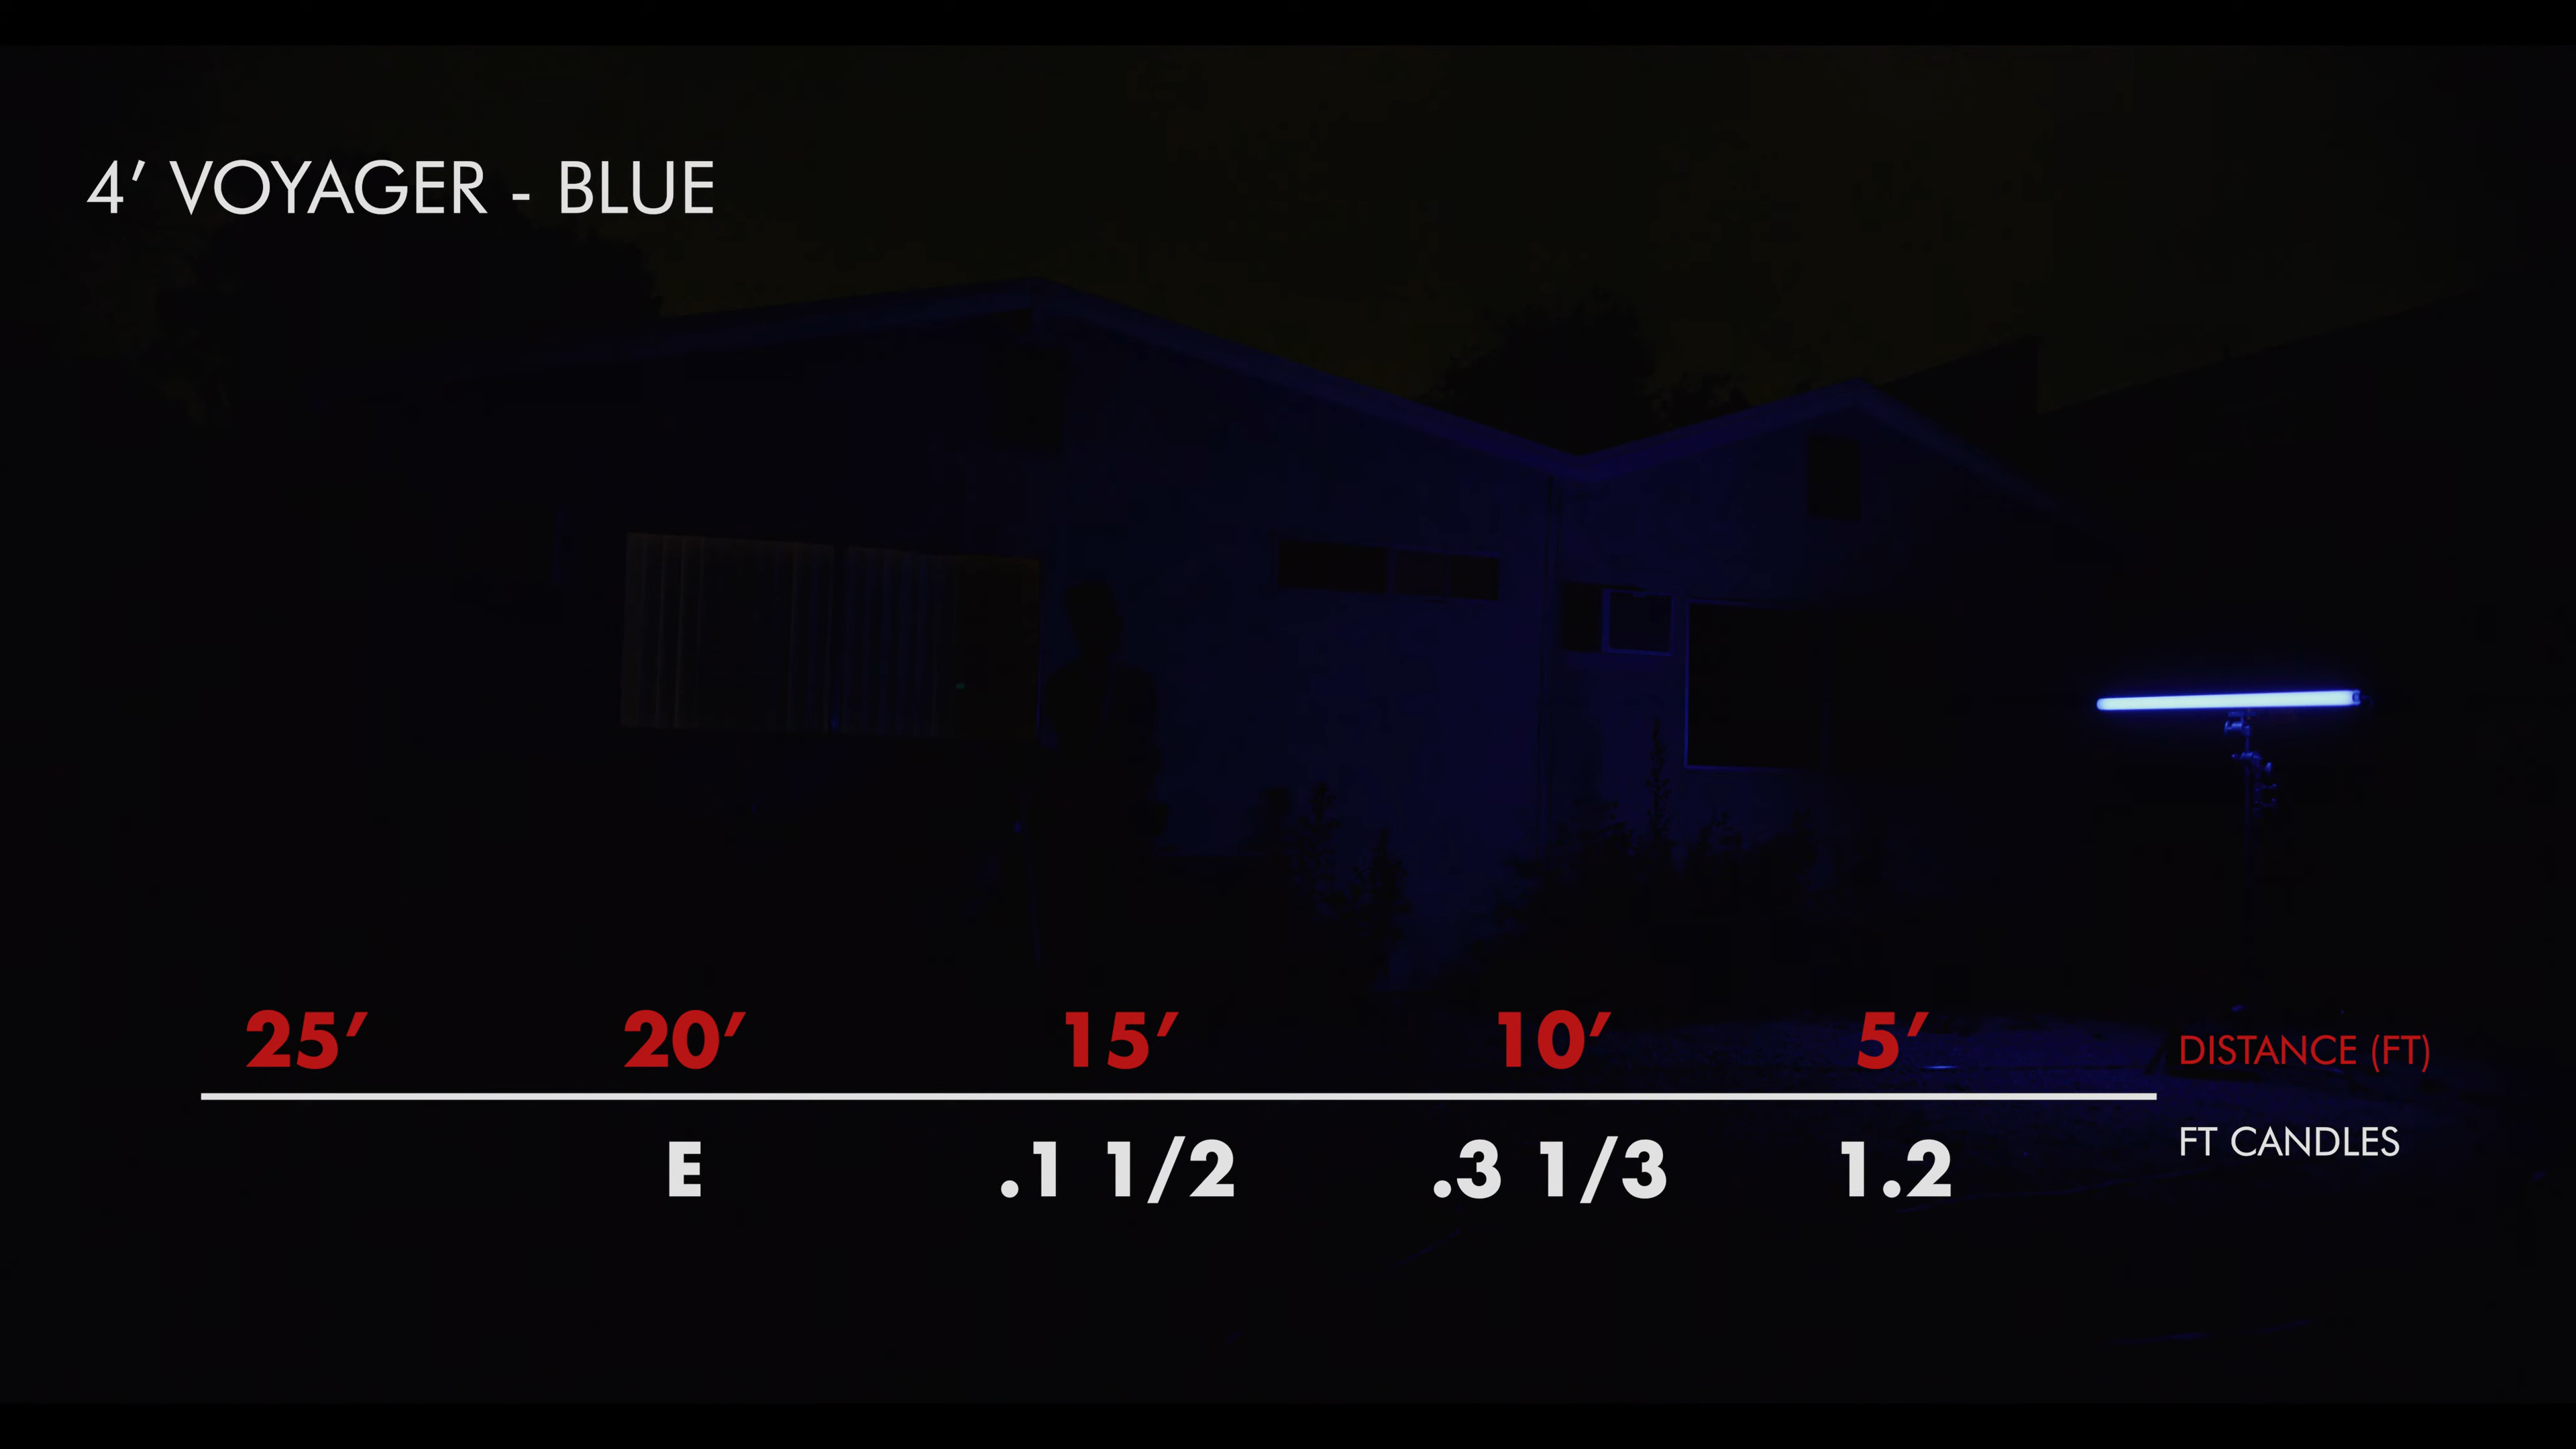 4' VOYAGER - BLUE
25' 20' 15' 10' 5' DISTANCE (FT)
E .1 1/2 .3 1/3 1.2 FT CANDLES